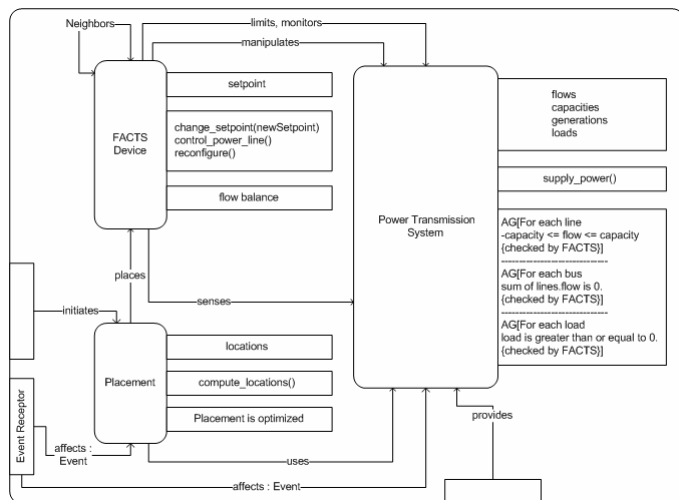 Neighbors
limits, monitors
manipulates
FACTS
Device
setpoint
change_setpoint(newSetpoint)
control_power_line()
reconfigure()
flow balance
Power Transmission
System
flows
capacities
generations
loads
supply_power()
AG[For each line
-capacity <= flow <= capacity
{checked by FACTS}]
AG[For each bus
sum of lines.flow is 0.
{checked by FACTS}]
AG[For each load
load is greater than or equal to 0.
{checked by FACTS}]
places
senses
initiates
Placement
locations
compute_locations()
Placement is optimized
provides
Event Receptor
affects :
Event
uses
affects : Event